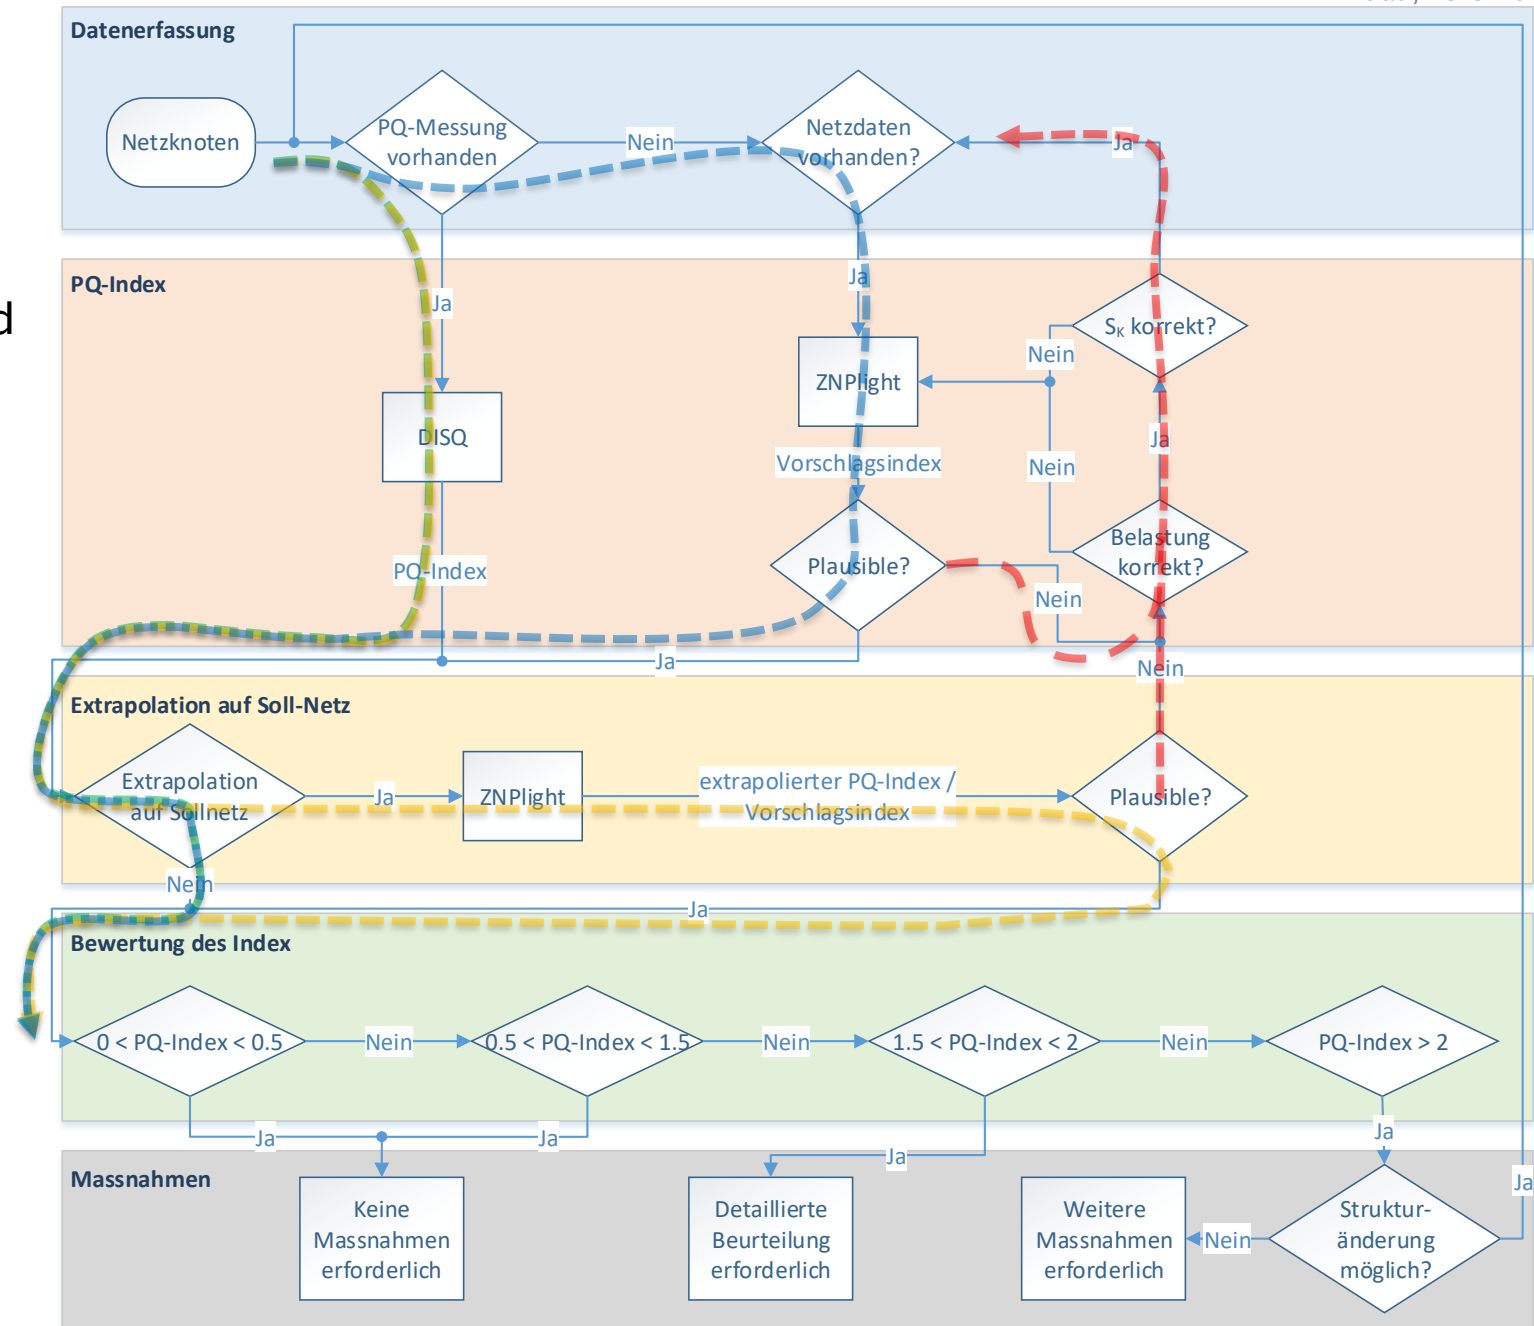 Datenerfassung
Netzknoten
PQ-Messung
vorhanden
Nein
Netzdaten
vorhanden?
Ja
d
PQ-Index
Ja
Ja
SK korrekt?
Nein
ZNPlight
DISQ
Ja
Vorschlagsindex
Nein
Belastung
korrekt?
PQ-Index
Plausible?
Nein
Ja
Nein
Extrapolation auf Soll-Netz
Extrapolation
auf Sollnetz
Ja
ZNPlight
extrapolierter PQ-Index /
Vorschlagsindex
Plausible?
Nein
Ja
Bewertung des Index
0 < PQ-Index < 0.5
Nein
0.5 < PQ-Index < 1.5
Nein
1.5 < PQ-Index < 2
Nein
PQ-Index > 2
Ja
Ja
Ja
Ja
Massnahmen
Ja
Keine
Massnahmen
erforderlich
Detaillierte
Beurteilung
erforderlich
Weitere
Massnahmen
erforderlich
Nein
Struktur-
änderung
möglich?